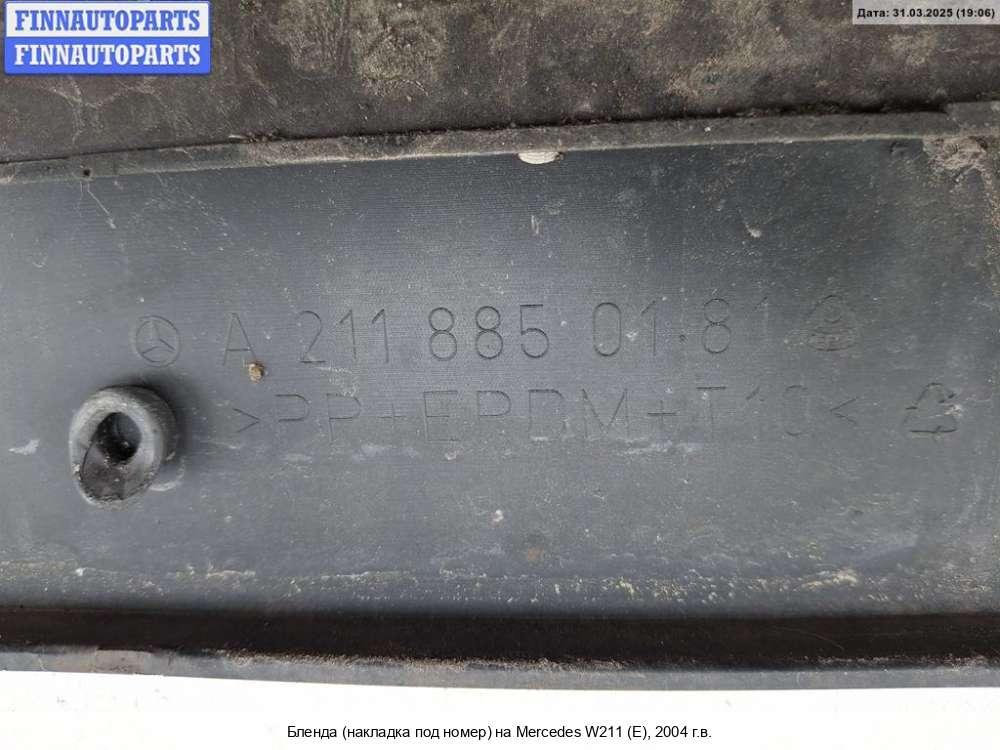 FINNAUTOPARTS
FINNAUTOPARTS
Дата: 31.03.2025 (19:06)
A 211 885 01 81
>PP+EPDM+T10<
Бленда (накладка под номер) на Mercedes W211 (E), 2004 г.в.